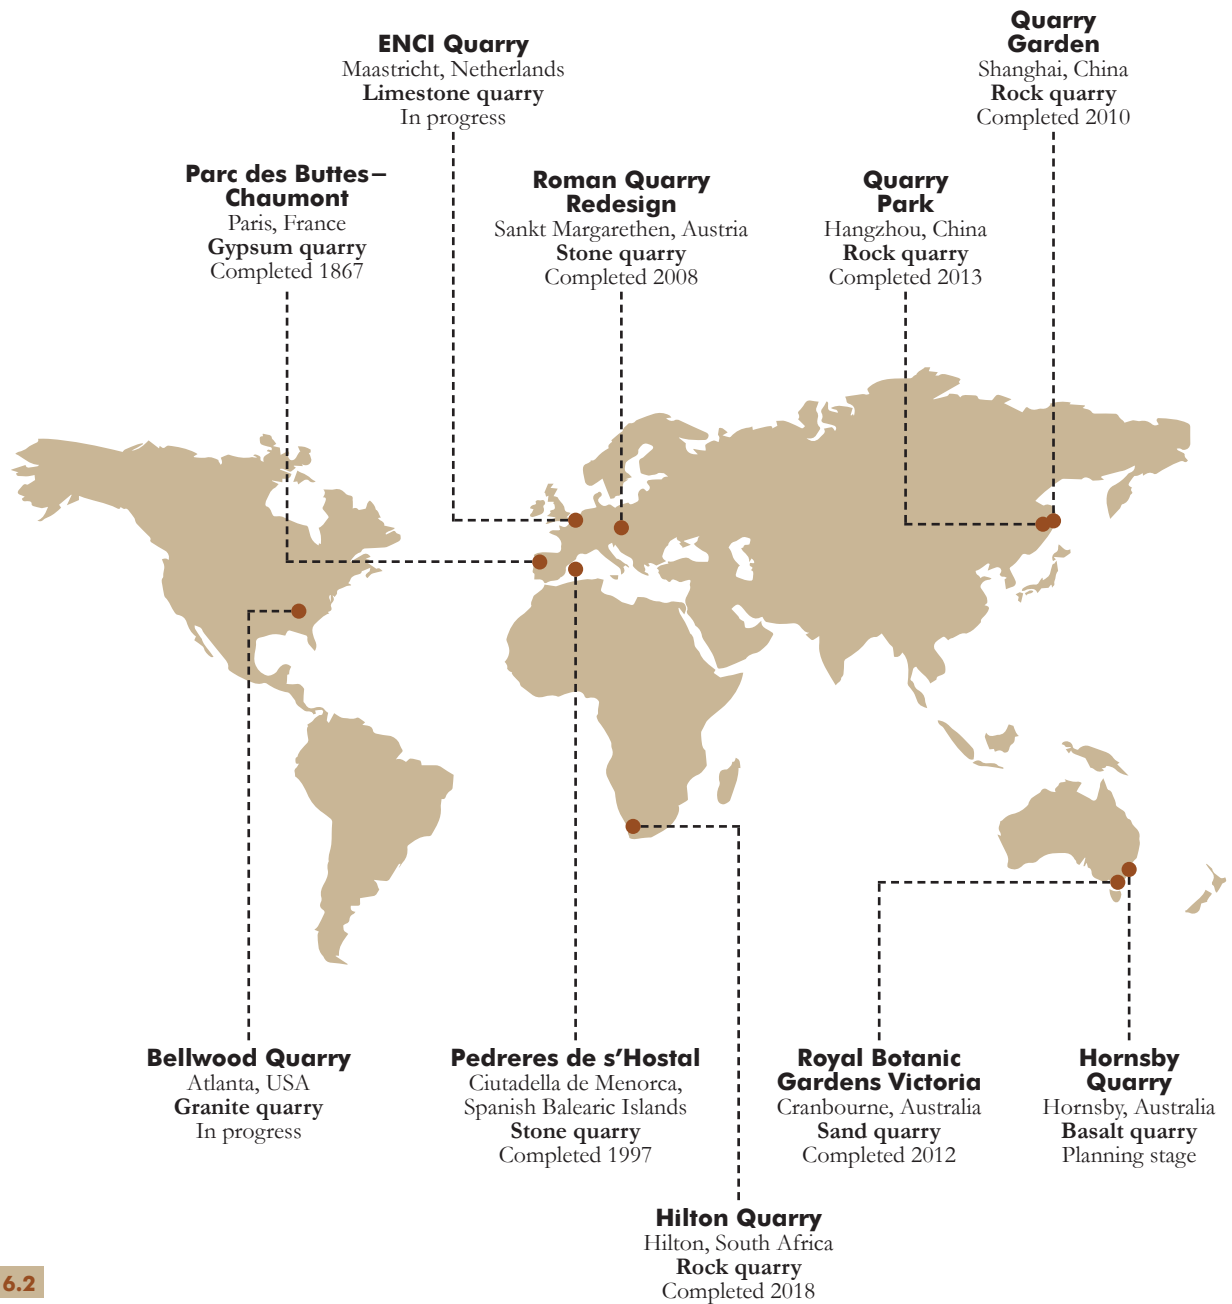 Quarry
Garden
Shanghai, China
Rock quarry
Completed 2010
ENCI Quarry
Maastricht, Netherlands
Limestone quarry
In progress
Parc des Buttes–
Chaumont
Paris, France
Gypsum quarry
Completed 1867
Roman Quarry
Redesign
Sankt Margarethen, Austria
Stone quarry
Completed 2008
Quarry
Park
Hangzhou, China
Rock quarry
Completed 2013
Bellwood Quarry
Atlanta, USA
Granite quarry
In progress
Pedreres de s’Hostal
Ciutadella de Menorca,
Spanish Balearic Islands
Stone quarry
Completed 1997
Royal Botanic
Gardens Victoria
Cranbourne, Australia
Sand quarry
Completed 2012
Hornsby
Quarry
Hornsby, Australia
Basalt quarry
Planning stage
Hilton Quarry
Hilton, South Africa
Rock quarry
Completed 2018
6.2